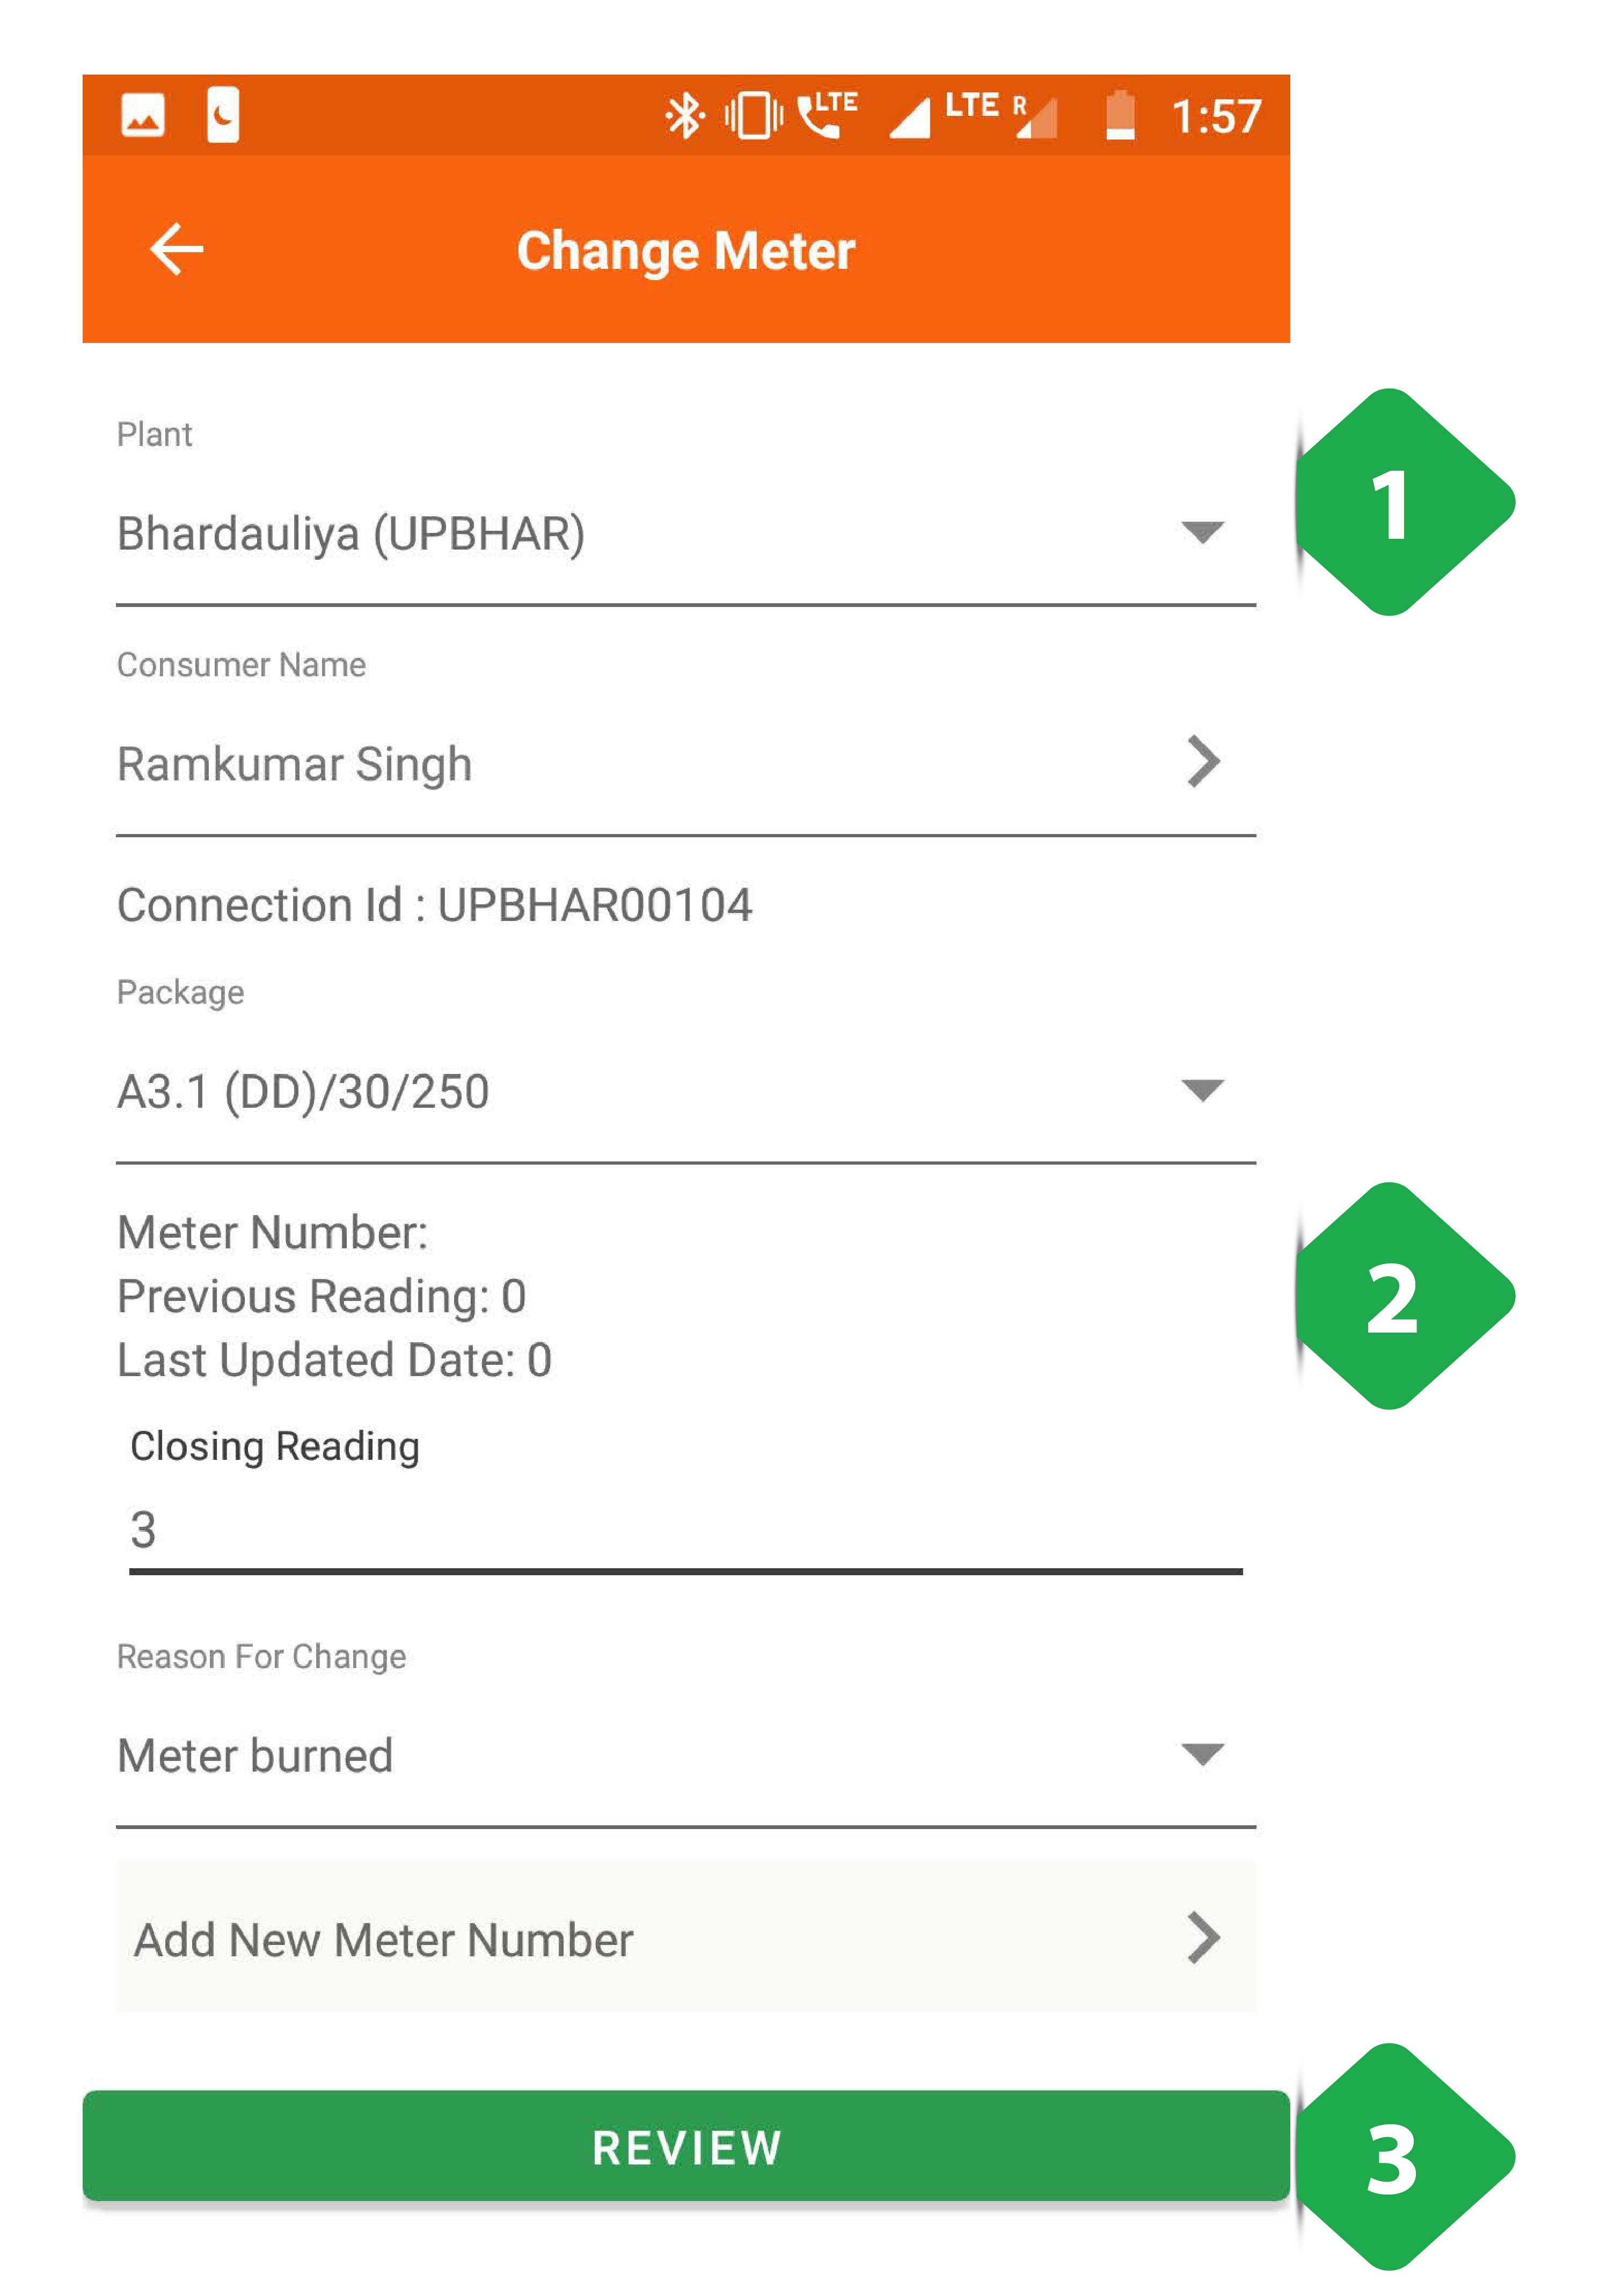 LTE LTE R 1:57
Change Meter
Plant
1
Bhardauliya (UPBHAR)
Consumer Name
Ramkumar Singh
Connection Id : UPBHAR00104
Package
A3.1 (DD)/30/250
Meter Number:
2
Previous Reading: 0
Last Updated Date: 0
Closing Reading
3
Reason For Change
Meter burned
Add New Meter Number
REVIEW
3